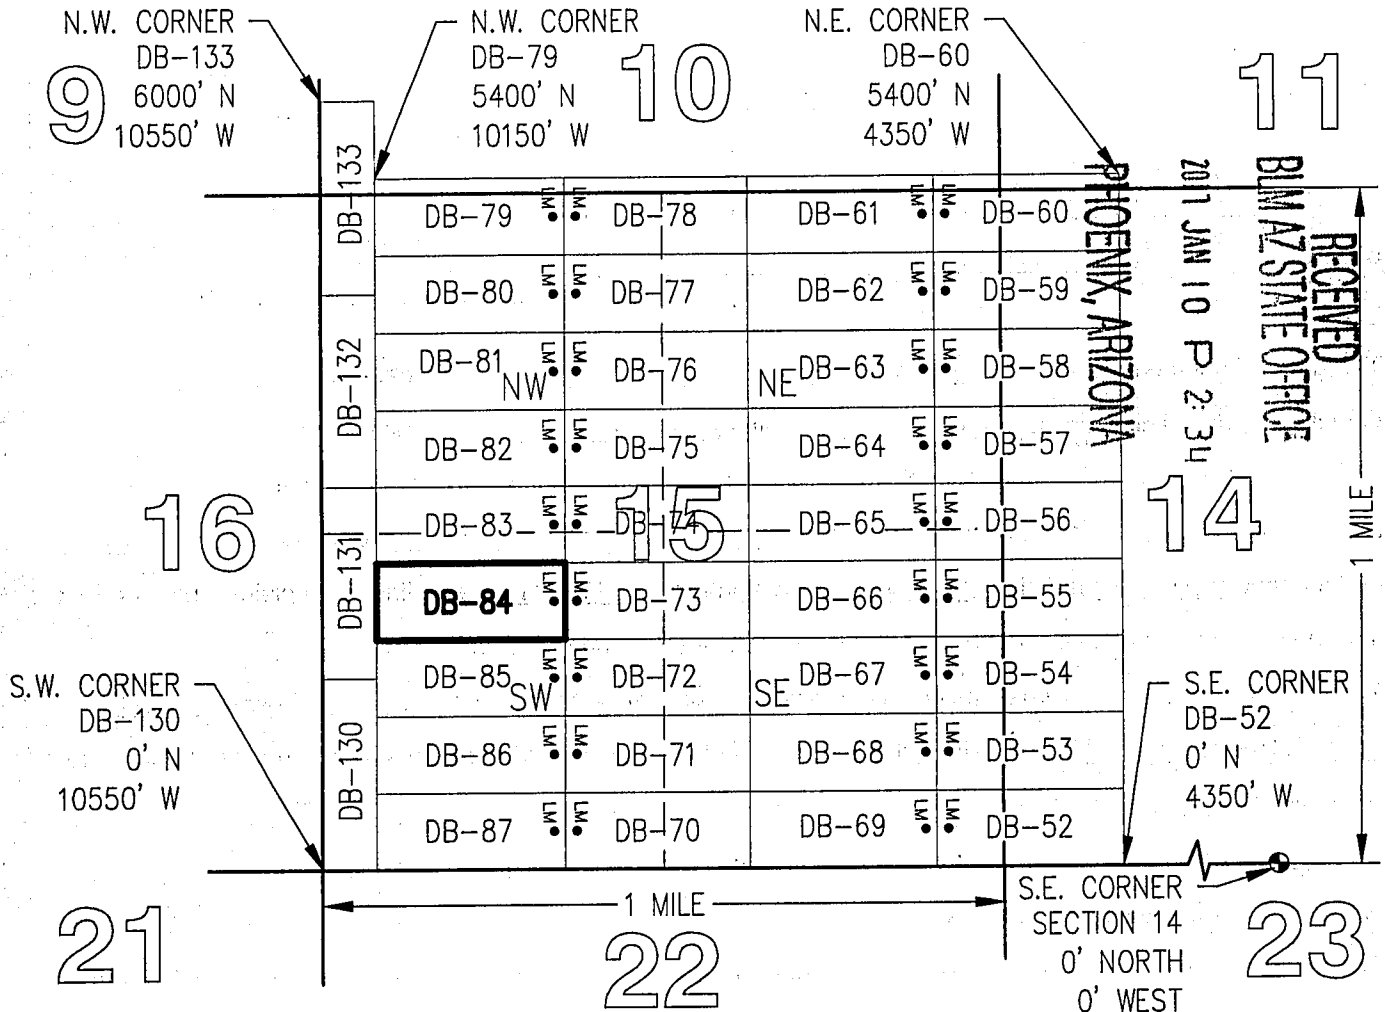 N.W. CORNER
DB-133
6000' N
10550' W
N.W. CORNER
DB-79
5400' N
10150' W
N.E. CORNER
DB-60
5400' N
4350' W
9
10
11
RECEIVED
BLM AZ STATE OFFICE
2011 JAN 10 P 2:34
PHOENIX, ARIZONA
DB-133
DB-132
DB-131
DB-130
DB-79 LM LM DB-78 DB-61 LM LM DB-60
DB-80 LM LM DB-77 DB-62 LM LM DB-59
DB-81 LM LM DB-76 DB-63 LM LM DB-58
NW NE
DB-82 LM LM DB-75 DB-64 LM LM DB-57
DB-83 LM LM DB-74 DB-65 LM LM DB-56
16
15
14
1 MILE
DB-84 LM LM DB-73 DB-66 LM LM DB-55
DB-85 LM LM DB-72 DB-67 LM LM DB-54
SW SE
DB-86 LM LM DB-71 DB-68 LM LM DB-53
DB-87 LM LM DB-70 DB-69 LM LM DB-52
S.W. CORNER
DB-130
0' N
10550' W
S.E. CORNER
DB-52
0' N
4350' W
1 MILE
S.E. CORNER
SECTION 14
0' NORTH
0' WEST
21
22
23